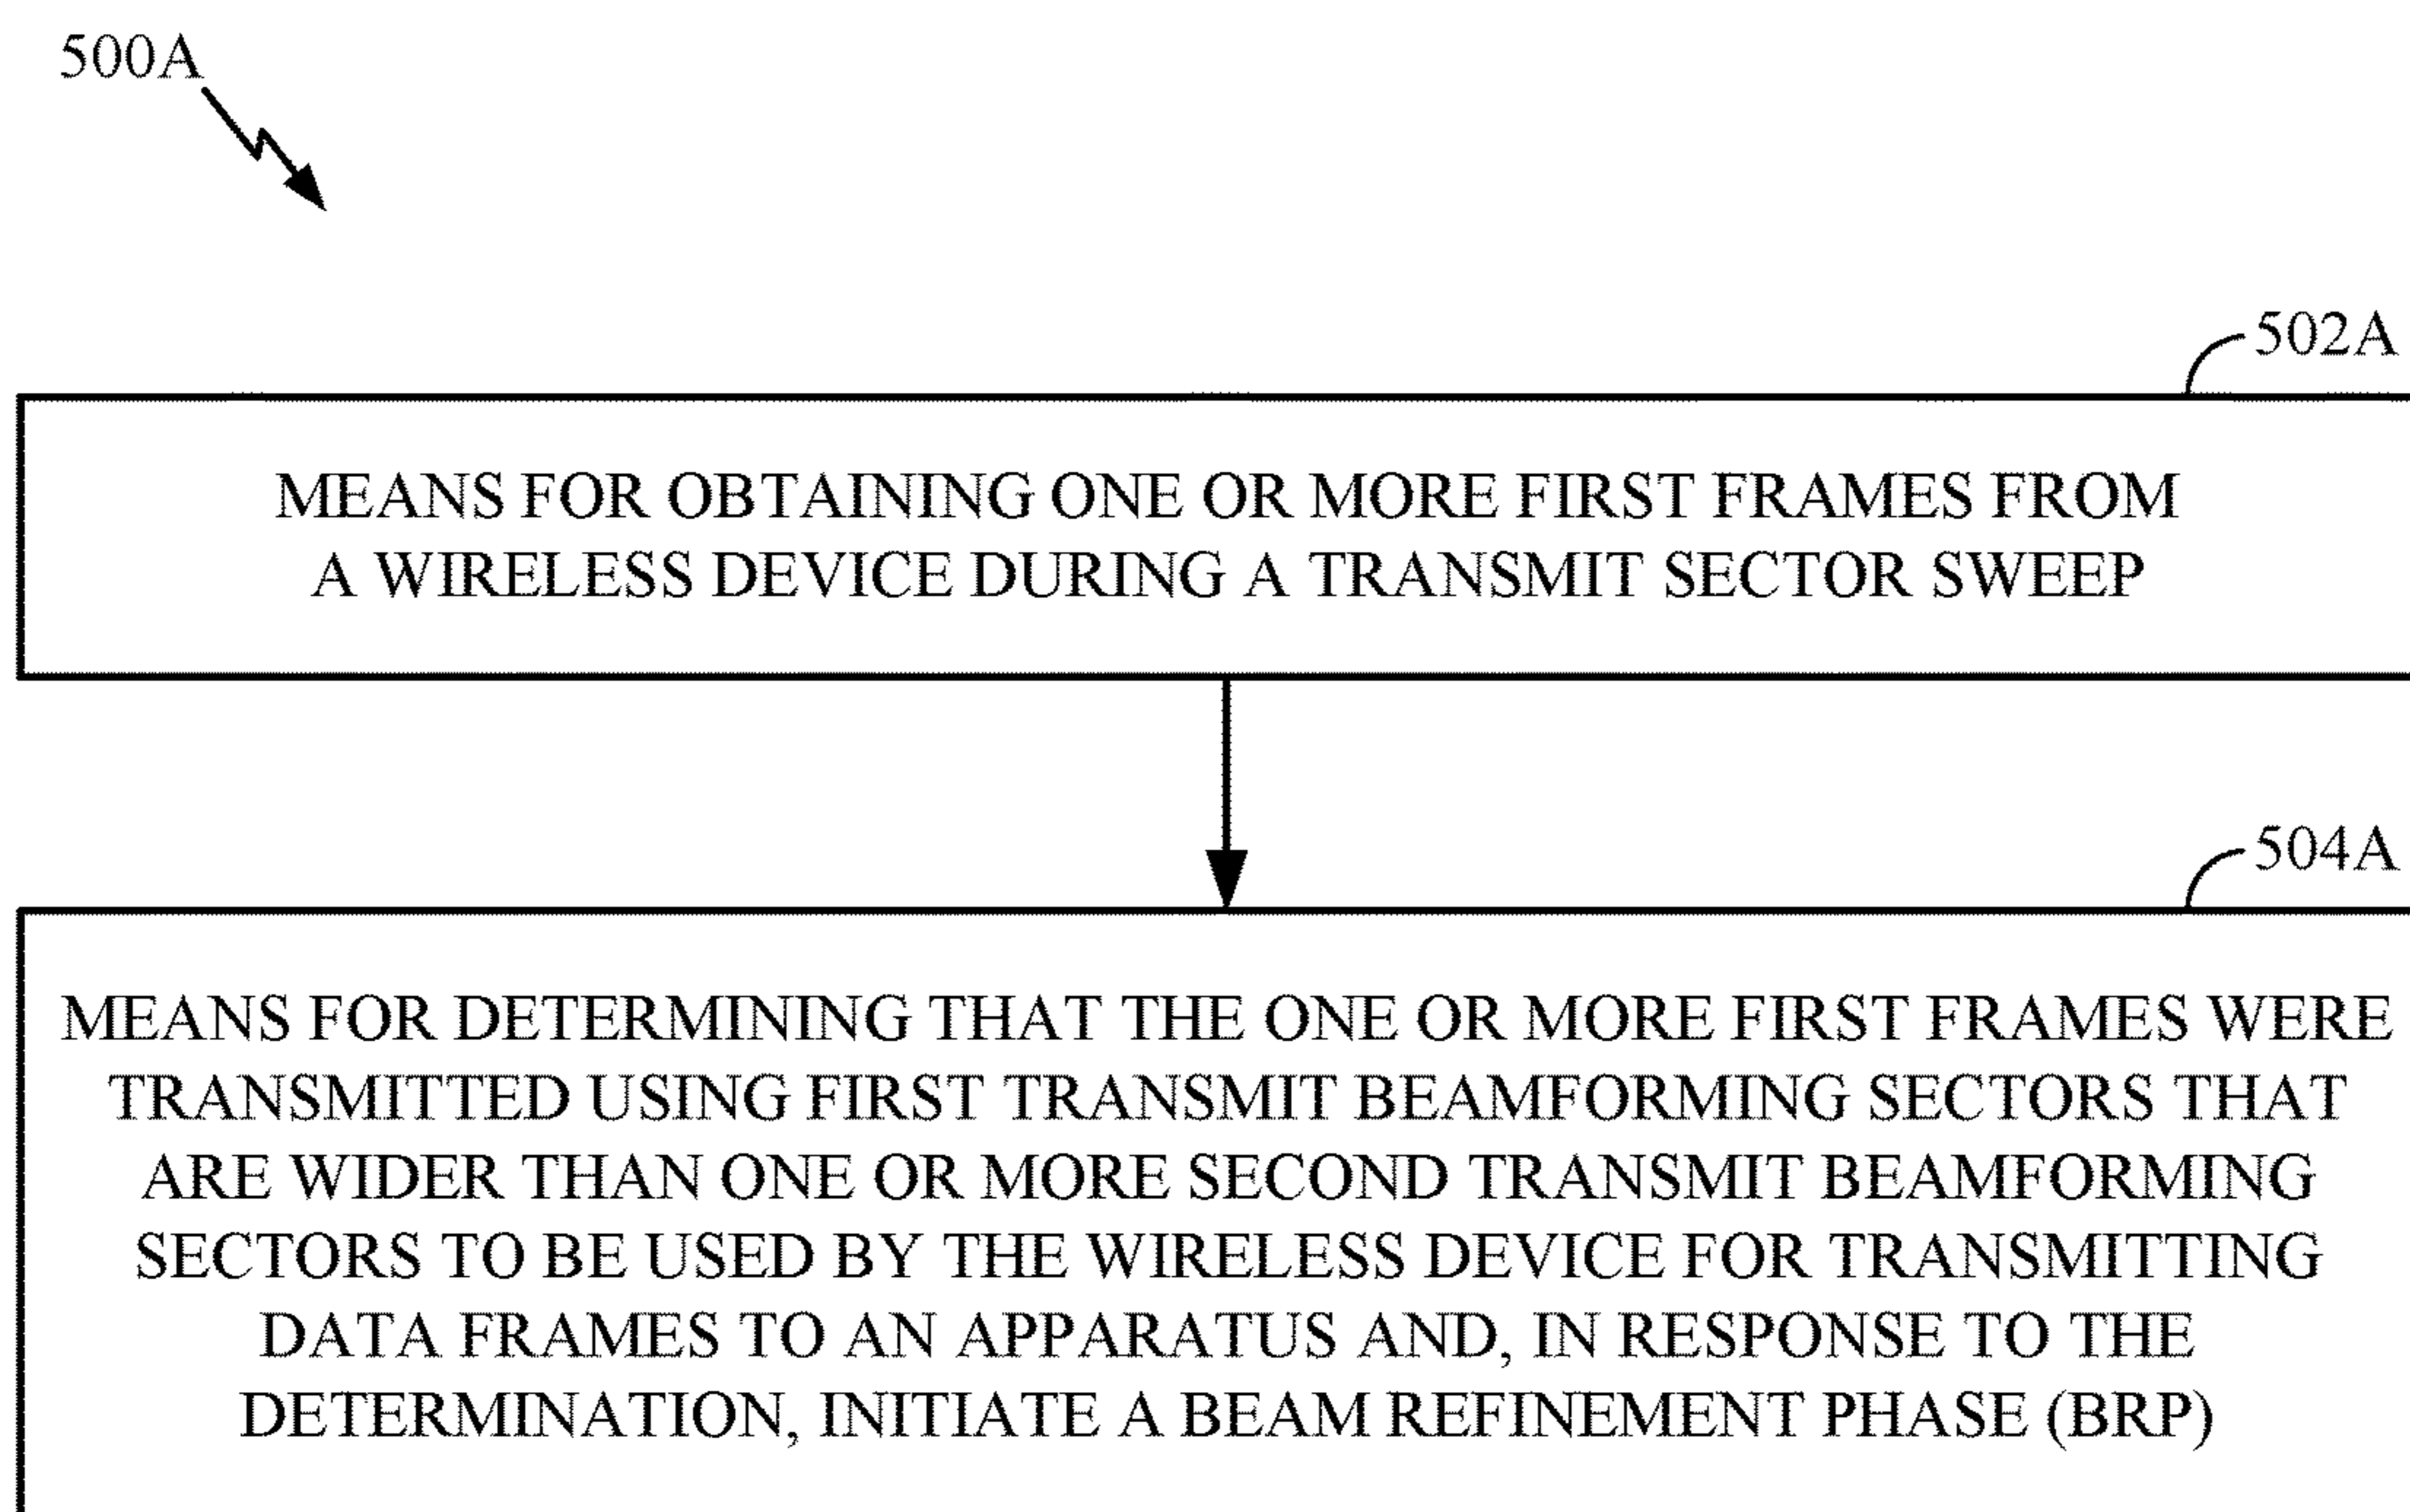 500A
502A
MEANS FOR OBTAINING ONE OR MORE FIRST FRAMES FROM
A WIRELESS DEVICE DURING A TRANSMIT SECTOR SWEEP
504A
MEANS FOR DETERMINING THAT THE ONE OR MORE FIRST FRAMES WERE
TRANSMITTED USING FIRST TRANSMIT BEAMFORMING SECTORS THAT
ARE WIDER THAN ONE OR MORE SECOND TRANSMIT BEAMFORMING
SECTORS TO BE USED BY THE WIRELESS DEVICE FOR TRANSMITTING
DATA FRAMES TO AN APPARATUS AND, IN RESPONSE TO THE
DETERMINATION, INITIATE A BEAM REFINEMENT PHASE (BRP)